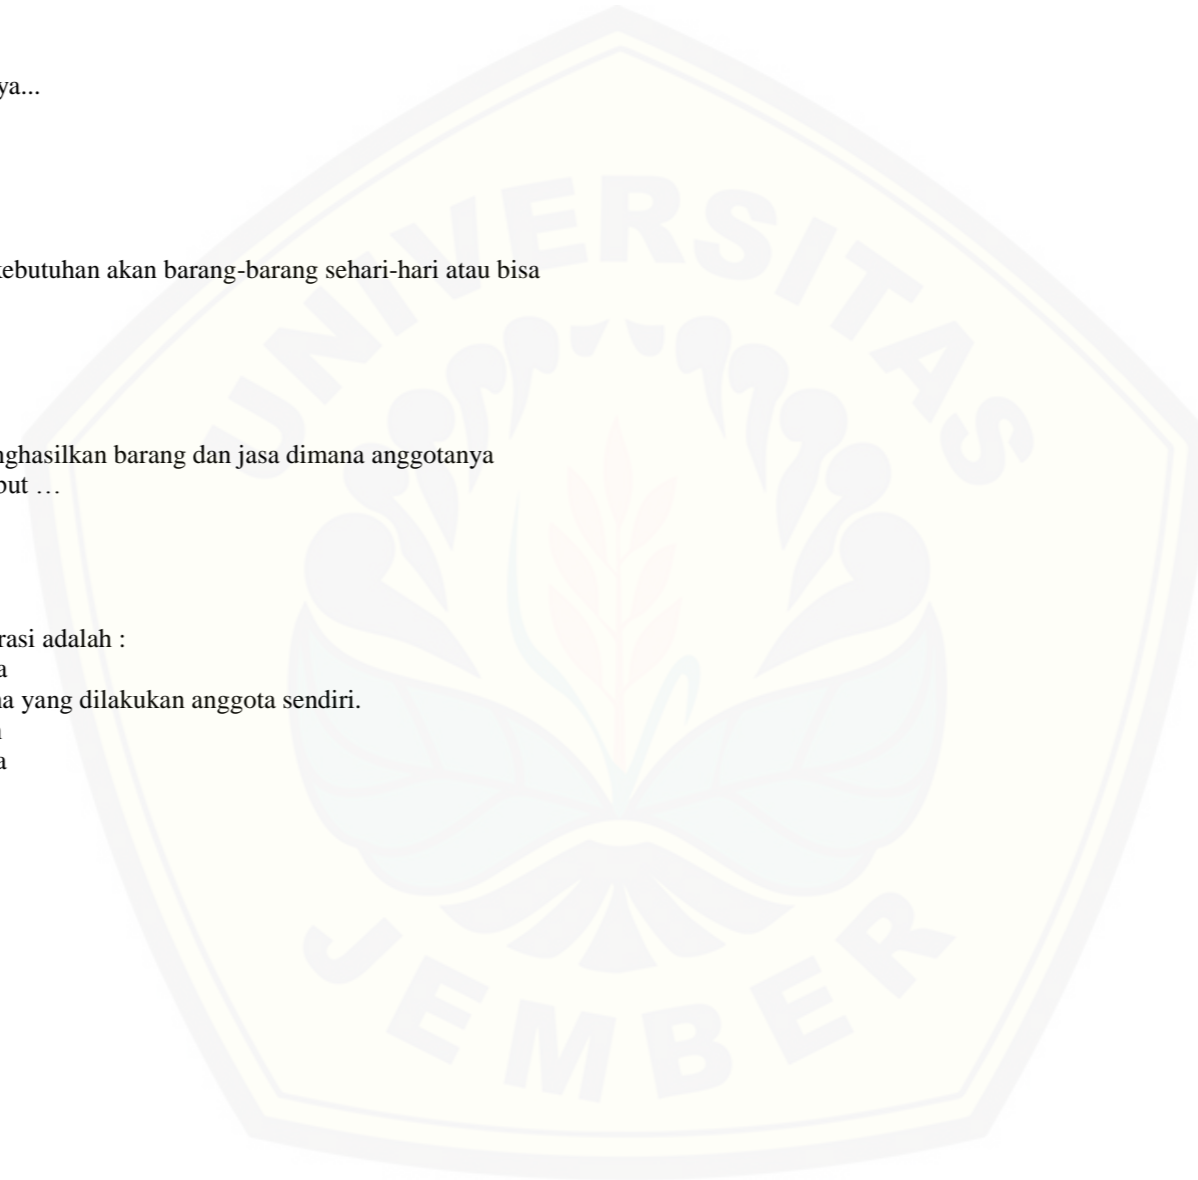 ya...
kebutuhan akan barang-barang sehari-hari atau bisa
nghasilkan barang dan jasa dimana anggotanya
but …
rasi adalah :
a
na yang dilakukan anggota sendiri.
a
UNIVERSITAS
JEMBER